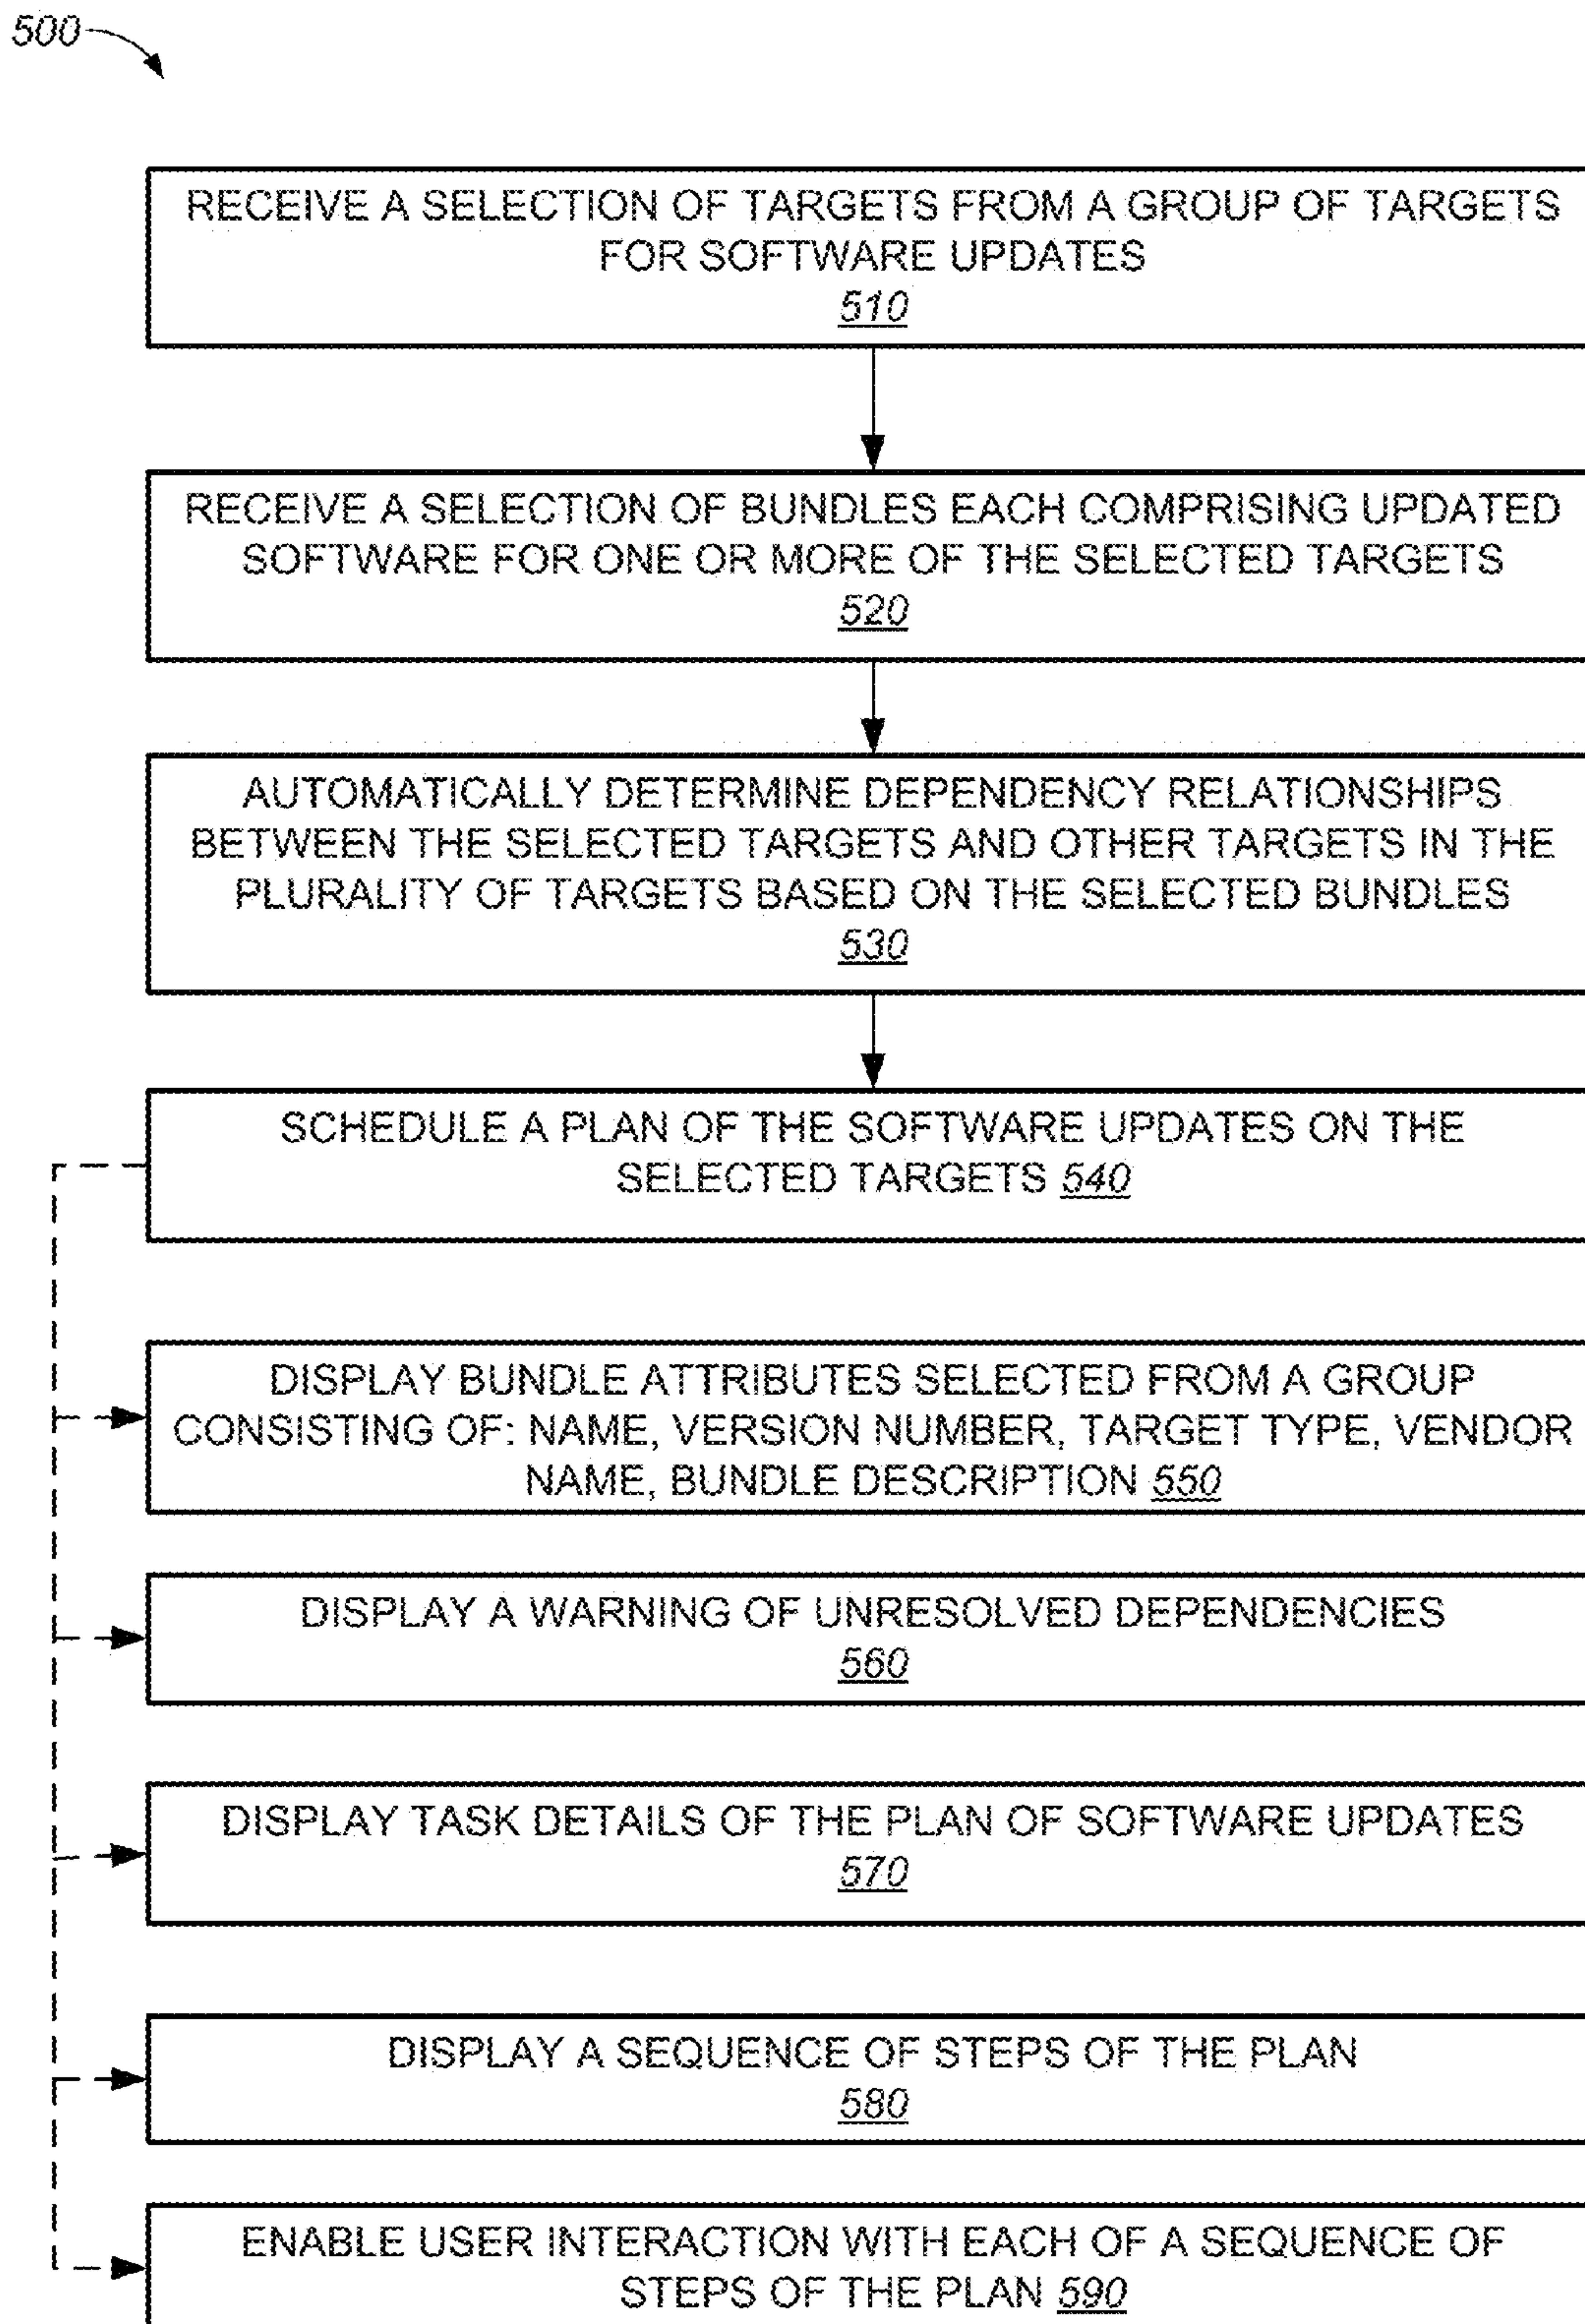 500
RECEIVE A SELECTION OF TARGETS FROM A GROUP OF TARGETS
FOR SOFTWARE UPDATES
510
RECEIVE A SELECTION OF BUNDLES EACH COMPRISING UPDATED
SOFTWARE FOR ONE OR MORE OF THE SELECTED TARGETS
520
AUTOMATICALLY DETERMINE DEPENDENCY RELATIONSHIPS
BETWEEN THE SELECTED TARGETS AND OTHER TARGETS IN THE
PLURALITY OF TARGETS BASED ON THE SELECTED BUNDLES
530
SCHEDULE A PLAN OF THE SOFTWARE UPDATES ON THE
SELECTED TARGETS 540
DISPLAY BUNDLE ATTRIBUTES SELECTED FROM A GROUP
CONSISTING OF: NAME, VERSION NUMBER, TARGET TYPE, VENDOR
NAME, BUNDLE DESCRIPTION 550
DISPLAY A WARNING OF UNRESOLVED DEPENDENCIES
560
DISPLAY TASK DETAILS OF THE PLAN OF SOFTWARE UPDATES
570
DISPLAY A SEQUENCE OF STEPS OF THE PLAN
580
ENABLE USER INTERACTION WITH EACH OF A SEQUENCE OF
STEPS OF THE PLAN 590